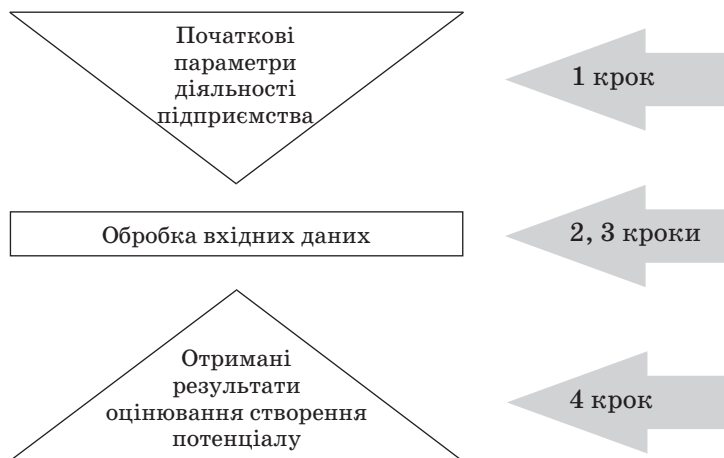 Початкові
параметри
діяльності
підприємства
1 крок
Обробка вхідних даних
2, 3 кроки
Отримані
результати
оцінювання створення
потенціалу
4 крок